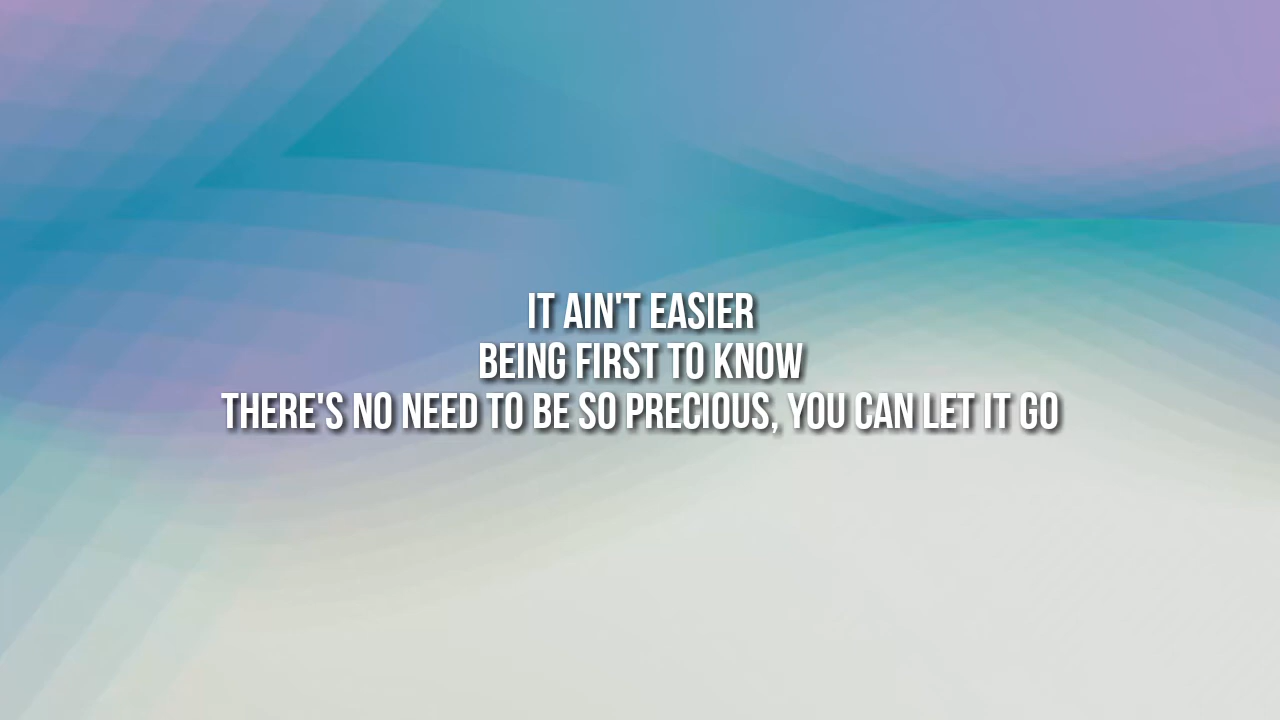 IT AIN'T EASIER
BEING FIRST TO KNOW
THERE'S NO NEED TO BE SO PRECIOUS, YOU CAN LET IT GO